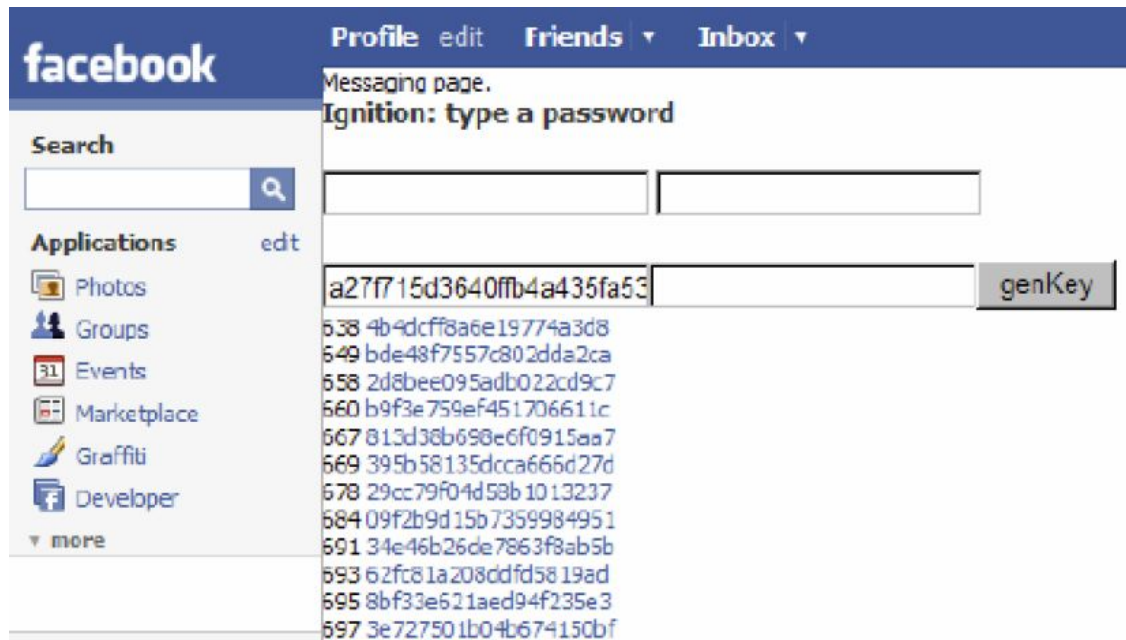 facebook
Profile edit Friends Inbox
Search
Applications edit
Photos
Groups
31 Events
Marketplace
Graffiti
Developer
more
Messaging page.
Ignition: type a password
a27f715d3640ffb4a435fa53
genKey
638 4b4dcff8a6e19774a3d8
649 bde48f7557c802dda2ca
658 2d8bee095adb022cd9c7
660 b9f3e759ef451706611c
667 813d38b698e6f0915aa7
669 395b58135dcca666d27d
678 29cc79f04d58b1013237
684 09f2b9d15b7359984951
691 34e46b26de7863f8ab5b
693 62fc81a208ddfd5819ad
695 8bf33e621aed94f235e3
697 3e727501b04b674150bf